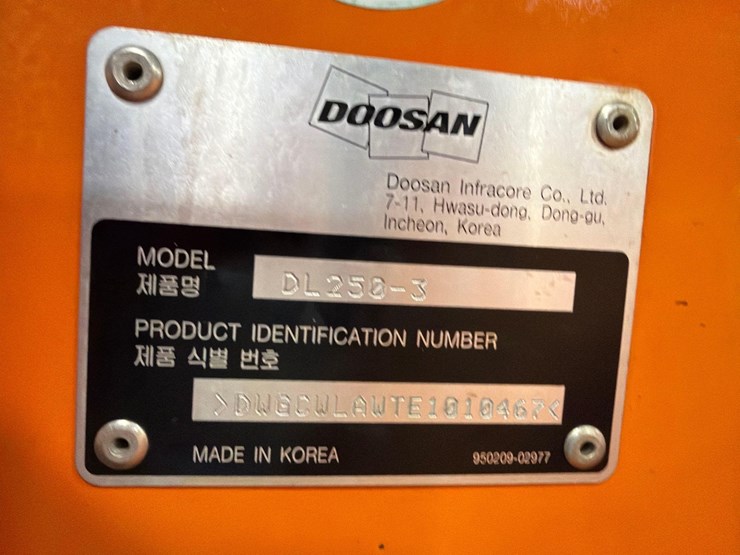 DOOSAN
Doosan Infracore Co., Ltd.
7-11, Hwasu-dong, Dong-gu,
Incheon, Korea
MODEL
제품명
DL250-3
PRODUCT IDENTIFICATION NUMBER
제품 식별 번호
>DWGCWLAWTE1010467<
MADE IN KOREA
950209-02977